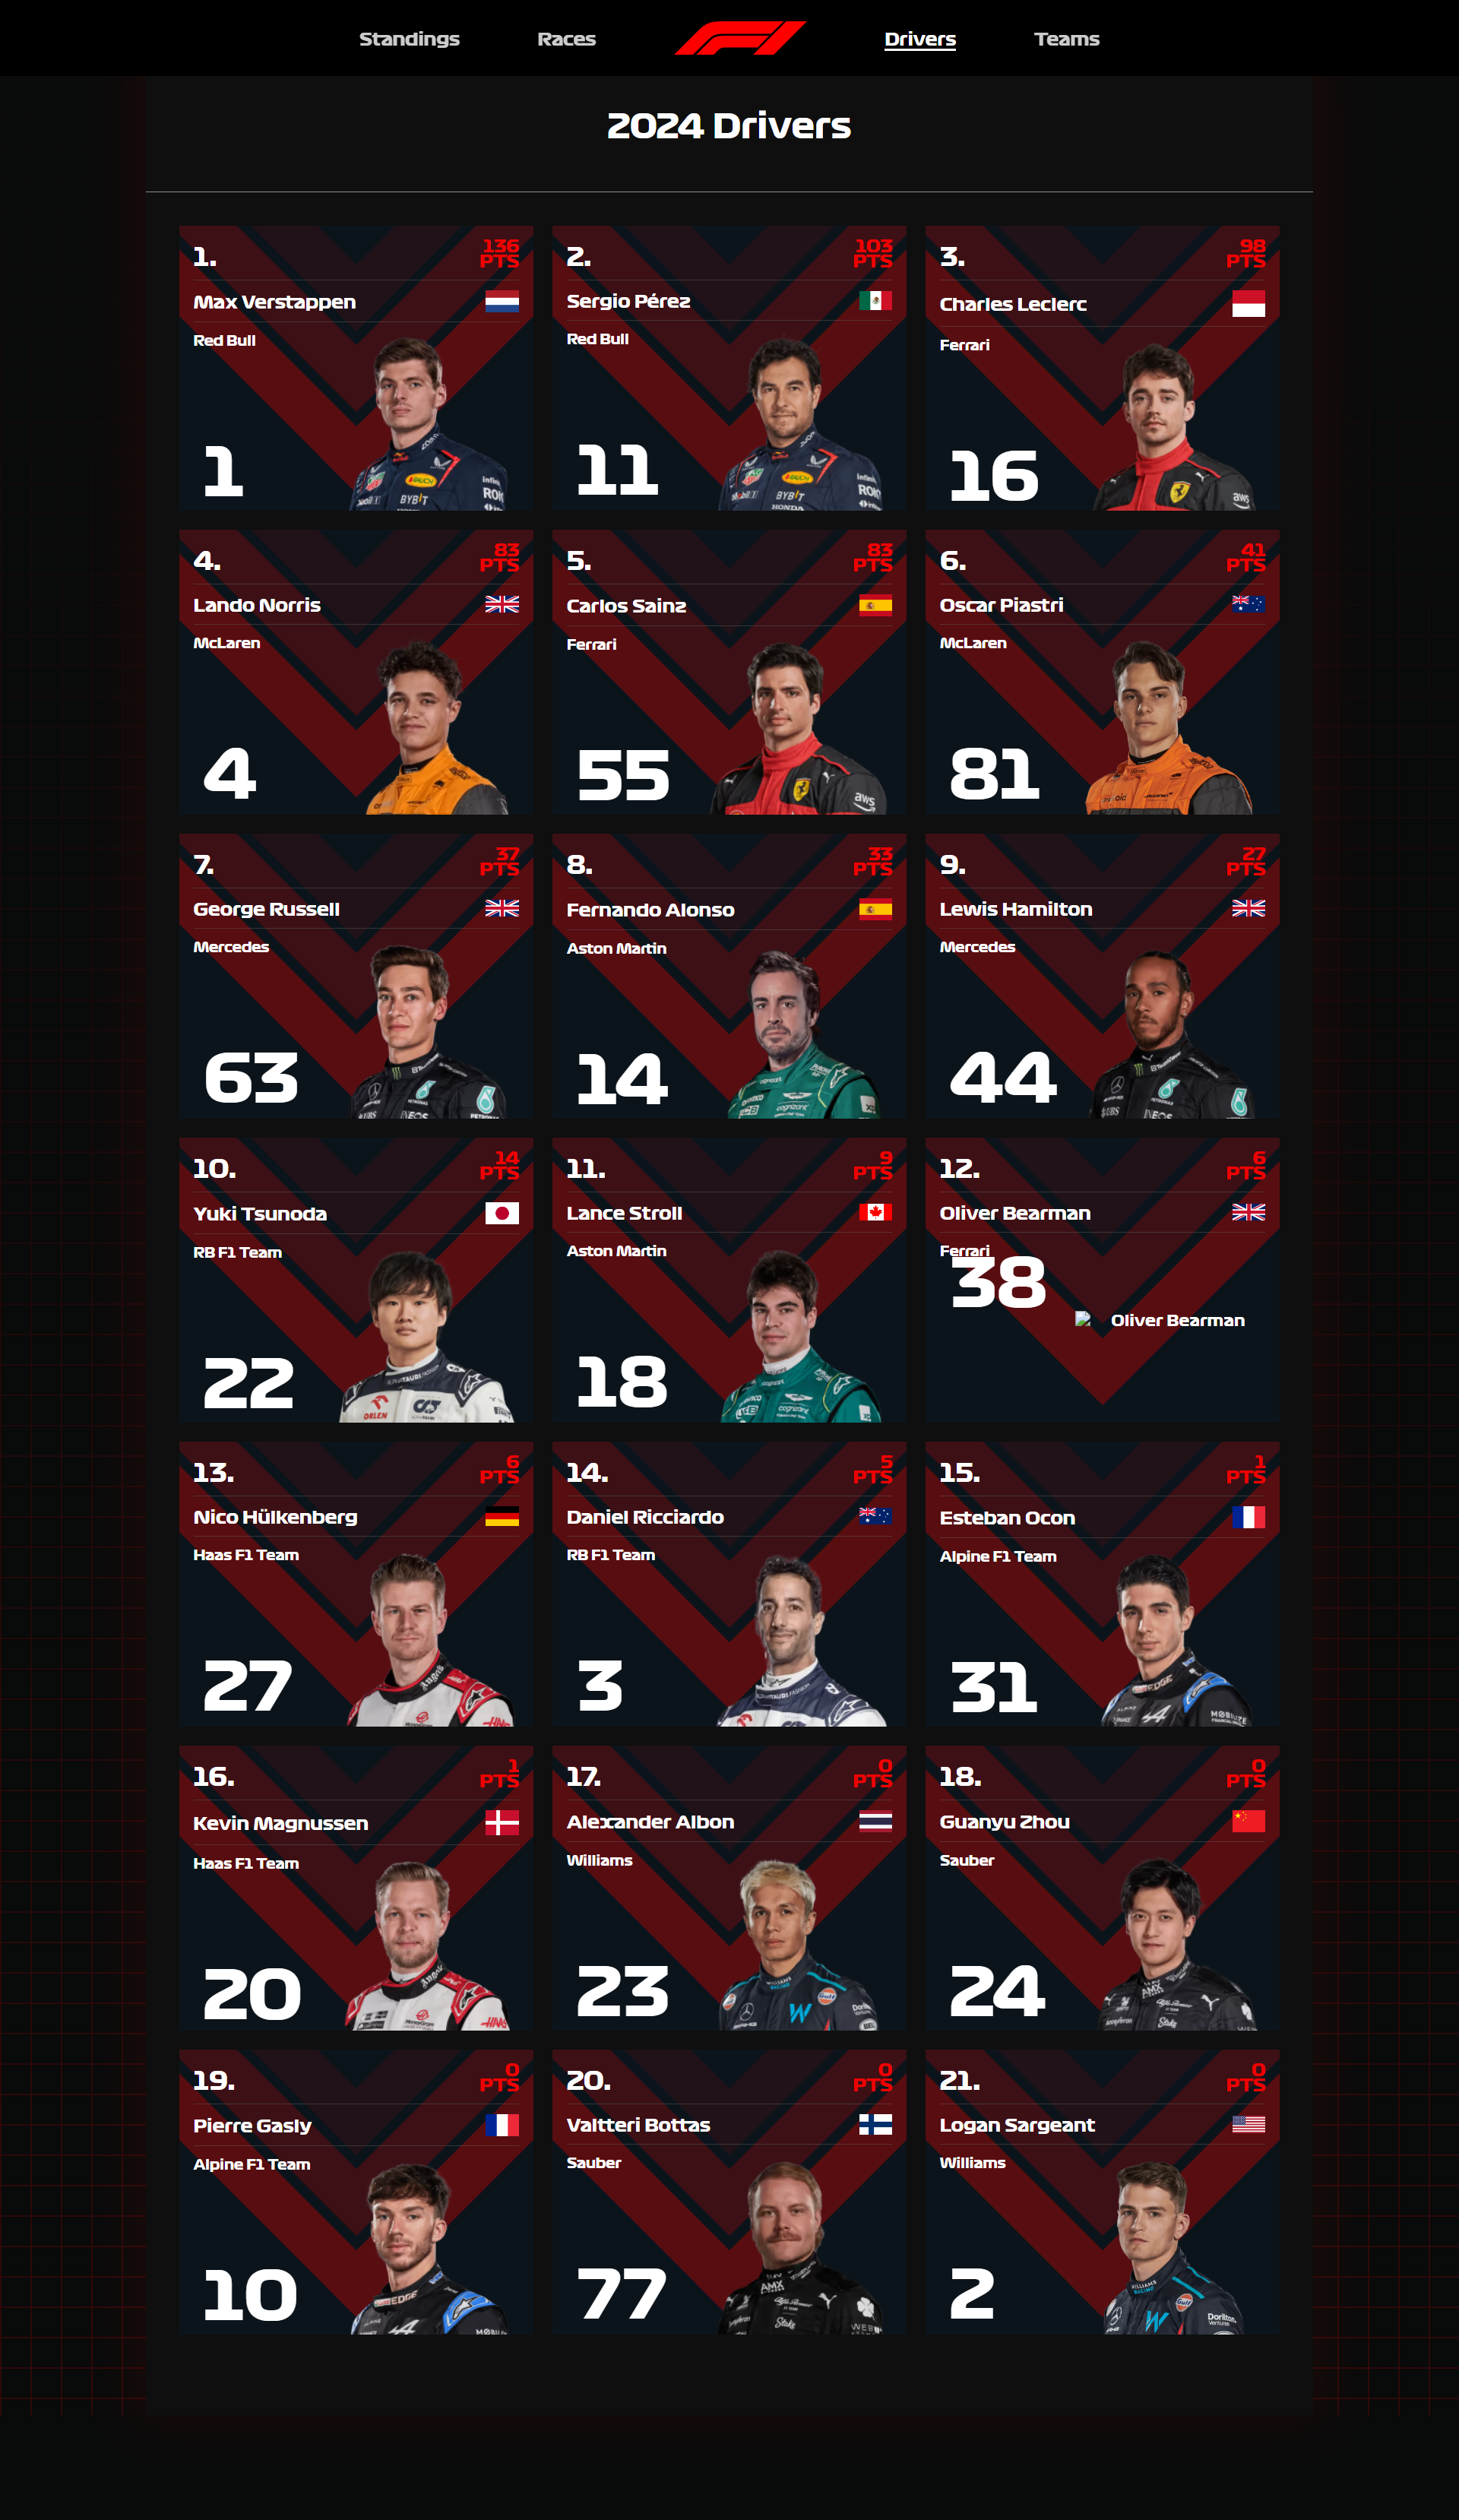 Standings Races Drivers Teams
2024 Drivers
1. 136 PTS
Max Verstappen
Red Bull
1
2. 103 PTS
Sergio Pérez
Red Bull
11
3. 98 PTS
Charles Leclerc
Ferrari
16
4. 83 PTS
Lando Norris
McLaren
4
5. 83 PTS
Carlos Sainz
Ferrari
55
6. 41 PTS
Oscar Piastri
McLaren
81
7. 37 PTS
George Russell
Mercedes
63
8. 33 PTS
Fernando Alonso
Aston Martin
14
9. 27 PTS
Lewis Hamilton
Mercedes
44
10. 14 PTS
Yuki Tsunoda
RB F1 Team
22
11. 9 PTS
Lance Stroll
Aston Martin
18
12. 6 PTS
Oliver Bearman
Ferrari
38
Oliver Bearman
13. 6 PTS
Nico Hülkenberg
Haas F1 Team
27
14. 5 PTS
Daniel Ricciardo
RB F1 Team
3
15. 1 PTS
Esteban Ocon
Alpine F1 Team
31
16. 1 PTS
Kevin Magnussen
Haas F1 Team
20
17. 0 PTS
Alexander Albon
Williams
23
18. 0 PTS
Guanyu Zhou
Sauber
24
19. 0 PTS
Pierre Gasly
Alpine F1 Team
10
20. 0 PTS
Valtteri Bottas
Sauber
77
21. 0 PTS
Logan Sargeant
Williams
2